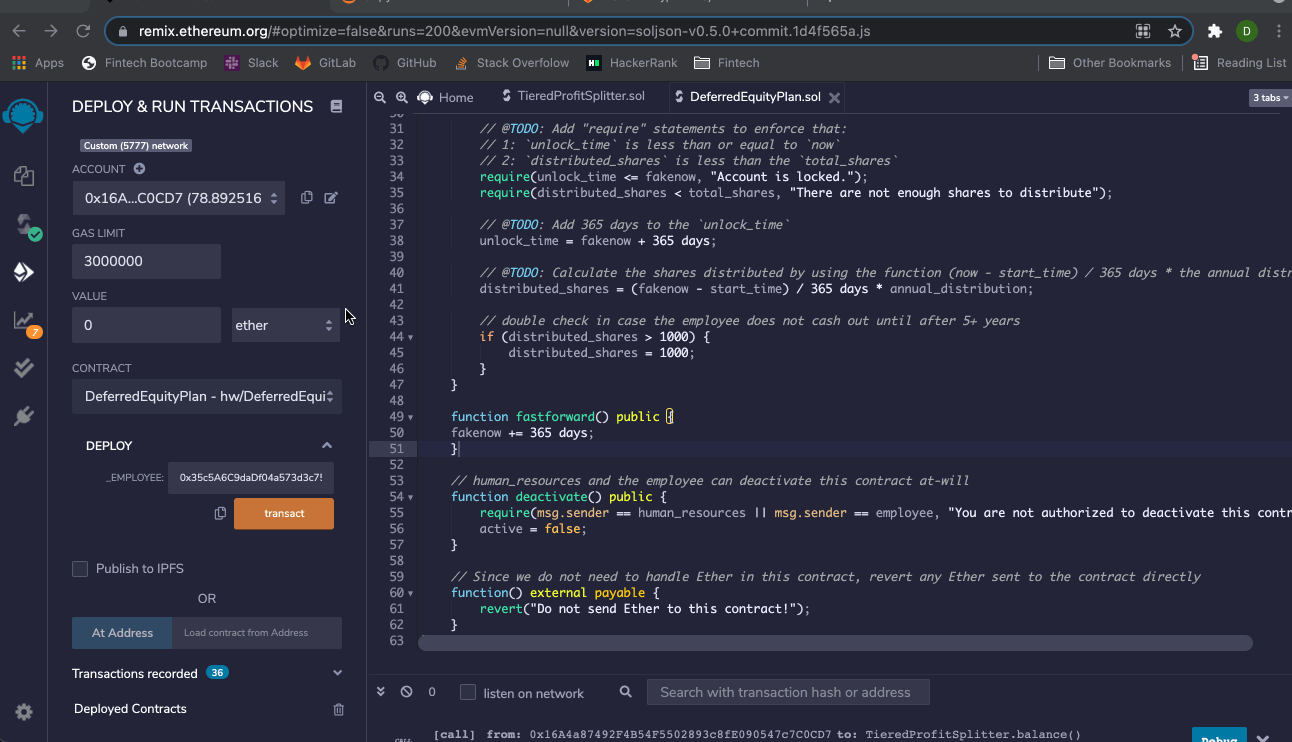 remix.ethereum.org/#optimize=false&runs=200&evmVersion=null&version=soljson-v0.5.0+commit.1d4f565a.js
D
Apps
Fintech Bootcamp
Slack
GitLab
GitHub
Stack Overfolow
HackerRank
Fintech
Other Bookmarks
Reading List
DEPLOY & RUN TRANSACTIONS
Custom (5777) network
ACCOUNT
0x16A...C0CD7 (78.892516
GAS LIMIT
3000000
VALUE
0
ether
CONTRACT
DeferredEquityPlan - hw/DeferredEqui
DEPLOY
_EMPLOYEE:
0x35c5A6C9daDf04a573d3c7!
transact
Publish to IPFS
OR
At Address
Load contract from Address
Transactions recorded 36
Deployed Contracts
7
Home
TieredProfitSplitter.sol
DeferredEquityPlan.sol
3 tabs
31 // @TODO: Add "require" statements to enforce that:
32 // 1: `unlock_time` is less than or equal to `now`
33 // 2: `distributed_shares` is less than the `total_shares`
34 require(unlock_time <= fakenow, "Account is locked.");
35 require(distributed_shares < total_shares, "There are not enough shares to distribute");
36
37 // @TODO: Add 365 days to the `unlock_time`
38 unlock_time = fakenow + 365 days;
39
40 // @TODO: Calculate the shares distributed by using the function (now - start_time) / 365 days * the annual distr
41 distributed_shares = (fakenow - start_time) / 365 days * annual_distribution;
42
43 // double check in case the employee does not cash out until after 5+ years
44 if (distributed_shares > 1000) {
45 distributed_shares = 1000;
46 }
47 }
48
49 function fastforward() public {
50 fakenow += 365 days;
51 }
52
53 // human_resources and the employee can deactivate this contract at-will
54 function deactivate() public {
55 require(msg.sender == human_resources || msg.sender == employee, "You are not authorized to deactivate this contr
56 active = false;
57 }
58
59 // Since we do not need to handle Ether in this contract, revert any Ether sent to the contract directly
60 function() external payable {
61 revert("Do not send Ether to this contract!");
62 }
63
0
listen on network
Search with transaction hash or address
[call] from: 0x16A4a87492F4B54F5502893c8fE090547c7C0CD7 to: TieredProfitSplitter.balance()
Debug